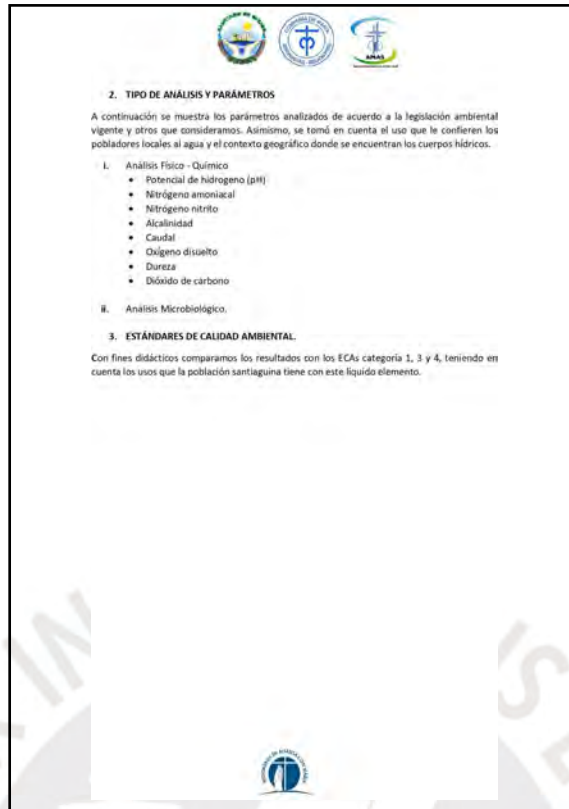 AMAS
2. TIPO DE ANÁLISIS Y PARÁMETROS
A continuación se muestra los parámetros analizados de acuerdo a la legislación ambiental
vigente y otros que consideramos. Asimismo, se tomó en cuenta el uso que le confieren los
pobladores locales al agua y el contexto geográfico donde se encuentran los cuerpos hídricos.
i. Análisis Físico - Químico
• Potencial de hidrogeno (pH)
• Nitrógeno amoniacal
• Nitrógeno nitrito
• Alcalinidad
• Caudal
• Oxígeno disuelto
• Dureza
• Dióxido de carbono
ii. Análisis Microbiológico.
3. ESTÁNDARES DE CALIDAD AMBIENTAL.
Con fines didácticos comparamos los resultados con los ECAs categoría 1, 3 y 4, teniendo en
cuenta los usos que la población santiaguina tiene con este líquido elemento.